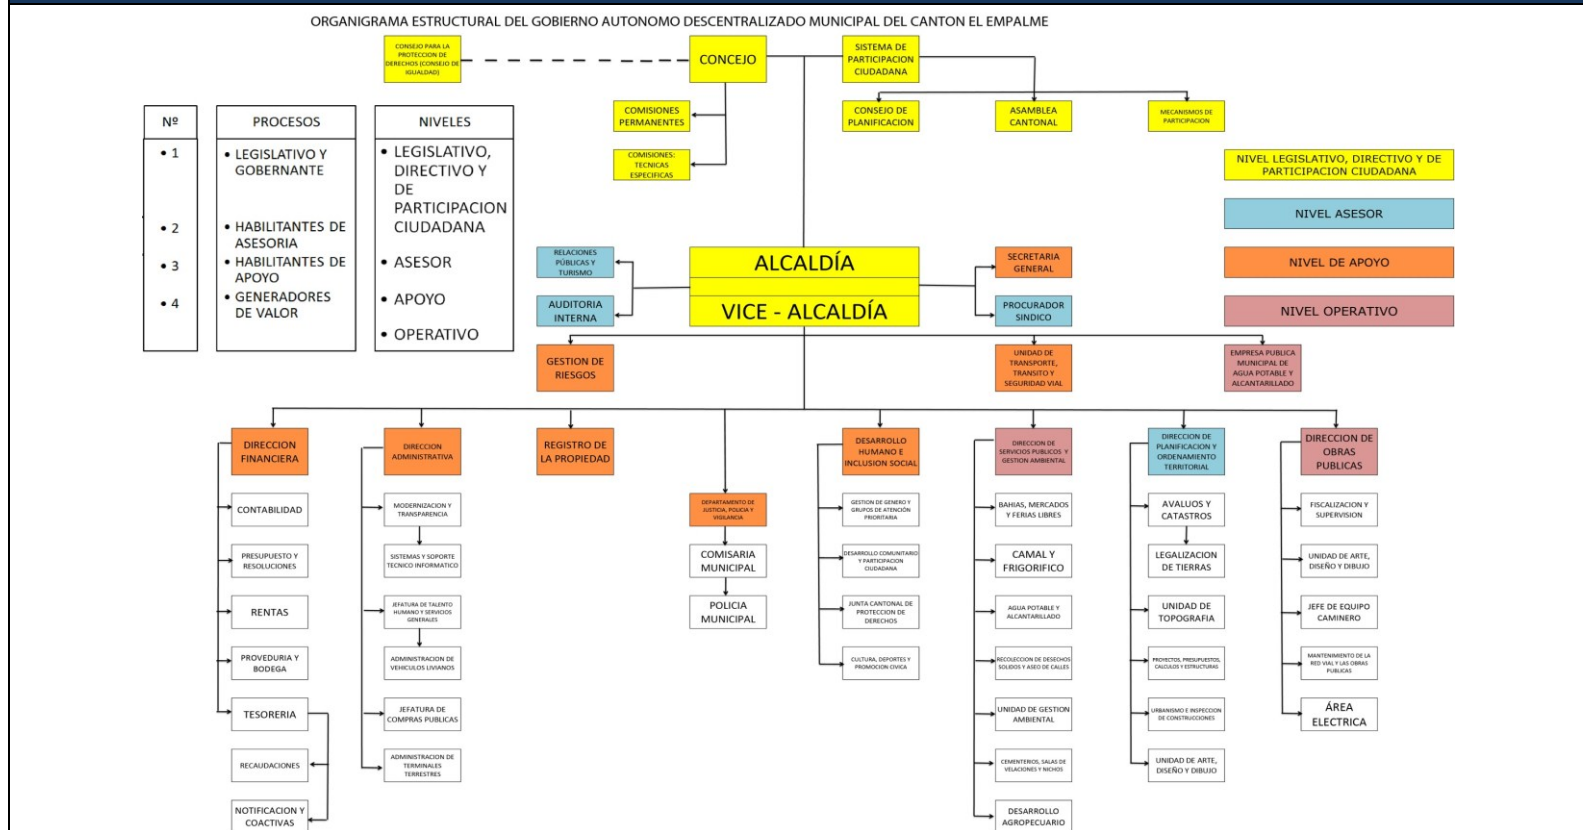 ORGANIGRAMA ESTRUCTURAL DEL GOBIERNO AUTONOMO DESCENTRALIZADO MUNICIPAL DEL CANTON EL EMPALME
CONSEJO PARA LA
PROTECCION DE
DERECHOS (CONSEJO DE
IGUALDAD)
CONCEJO
SISTEMA DE
PARTICIPACION
CIUDADANA
COMISIONES
PERMANENTES
CONSEJO DE
PLANIFICACION
ASAMBLEA
CANTONAL
MECANISMOS DE
PARTICIPACION
COMISIONES:
TECNICAS
ESPECIFICAS
Nº
PROCESOS
NIVELES
• 1
• LEGISLATIVO Y
GOBERNANTE
• LEGISLATIVO,
DIRECTIVO Y
DE
PARTICIPACION
CIUDADANA
• 2
• HABILITANTES DE
ASESORIA
• ASESOR
• 3
• HABILITANTES DE
APOYO
• APOYO
• 4
• GENERADORES
DE VALOR
• OPERATIVO
NIVEL LEGISLATIVO, DIRECTIVO Y DE
PARTICIPACION CIUDADANA
NIVEL ASESOR
NIVEL DE APOYO
NIVEL OPERATIVO
RELACIONES
PÚBLICAS Y
TURISMO
ALCALDÍA
SECRETARIA
GENERAL
AUDITORIA
INTERNA
VICE - ALCALDÍA
PROCURADOR
SINDICO
GESTION DE
RIESGOS
UNIDAD DE
TRANSPORTE,
TRANSITO Y
SEGURIDAD VIAL
EMPRESA PUBLICA
MUNICIPAL DE
AGUA POTABLE Y
ALCANTARILLADO
DIRECCION
FINANCIERA
DIRECCION
ADMINISTRATIVA
REGISTRO DE
LA PROPIEDAD
DESARROLLO
HUMANO E
INCLUSION SOCIAL
DIRECCION DE
SERVICIOS PUBLICOS Y
GESTION AMBIENTAL
DIRECCION DE
PLANIFICACION Y
ORDENAMIENTO
TERRITORIAL
DIRECCION DE
OBRAS
PUBLICAS
CONTABILIDAD
MODERNIZACION Y
TRANSPARENCIA
DEPARTAMENTO DE
JUSTICIA, POLICIA Y
VIGILANCIA
GESTION DE GENERO Y
GRUPOS DE ATENCIÓN
PRIORITARIA
BAHIAS, MERCADOS
Y FERIAS LIBRES
AVALUOS Y
CATASTROS
FISCALIZACION Y
SUPERVISION
PRESUPUESTO Y
RESOLUCIONES
SISTEMAS Y SOPORTE
TECNICO INFORMATICO
COMISARIA
MUNICIPAL
DESARROLLO COMUNITARIO
Y PARTICIPACION
CIUDADANA
CAMAL Y
FRIGORIFICO
LEGALIZACION
DE TIERRAS
UNIDAD DE ARTE,
DISEÑO Y DIBUJO
RENTAS
JEFATURA DE TALENTO
HUMANO Y SERVICIOS
GENERALES
POLICIA
MUNICIPAL
JUNTA CANTONAL DE
PROTECCION DE
DERECHOS
AGUA POTABLE Y
ALCANTARILLADO
UNIDAD DE
TOPOGRAFIA
JEFE DE EQUIPO
CAMINERO
PROVEDURIA Y
BODEGA
ADMINISTRACION DE
VEHICULOS LIVIANOS
CULTURA, DEPORTES Y
PROMOCION CIVICA
RECOLECCION DE DESECHOS
SOLIDOS Y ASEO DE CALLES
PROYECTOS, PRESUPUESTOS,
CALCULOS Y ESTRUCTURAS
MANTENIMIENTO DE LA
RED VIAL Y LAS OBRAS
PUBLICAS
TESORERIA
JEFATURA DE
COMPRAS PUBLICAS
UNIDAD DE GESTION
AMBIENTAL
URBANISMO E INSPECCION
DE CONSTRUCCIONES
ÁREA
ELECTRICA
RECAUDACIONES
ADMINISTRACION DE
TERMINALES
TERRESTRES
CEMENTERIOS, SALAS DE
VELACIONES Y NICHOS
UNIDAD DE ARTE,
DISEÑO Y DIBUJO
NOTIFICACION Y
COACTIVAS
DESARROLLO
AGROPECUARIO